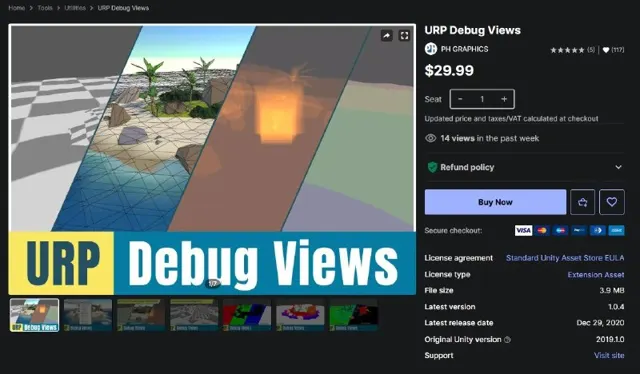 Home > Tools > Utilities > URP Debug Views
URP Debug Views
1/7
URP Debug Views
PH GRAPHICS
(5) | (117)
$29.99
Seat - 1 +
Updated price and taxes/VAT calculated at checkout
14 views in the past week
Refund policy
Buy Now
Secure checkout: VISA
License agreement Standard Unity Asset Store EULA
License type Extension Asset
File size 3.9 MB
Latest version 1.0.4
Latest release date Dec 29, 2020
Original Unity version 2019.1.0
Support Visit site